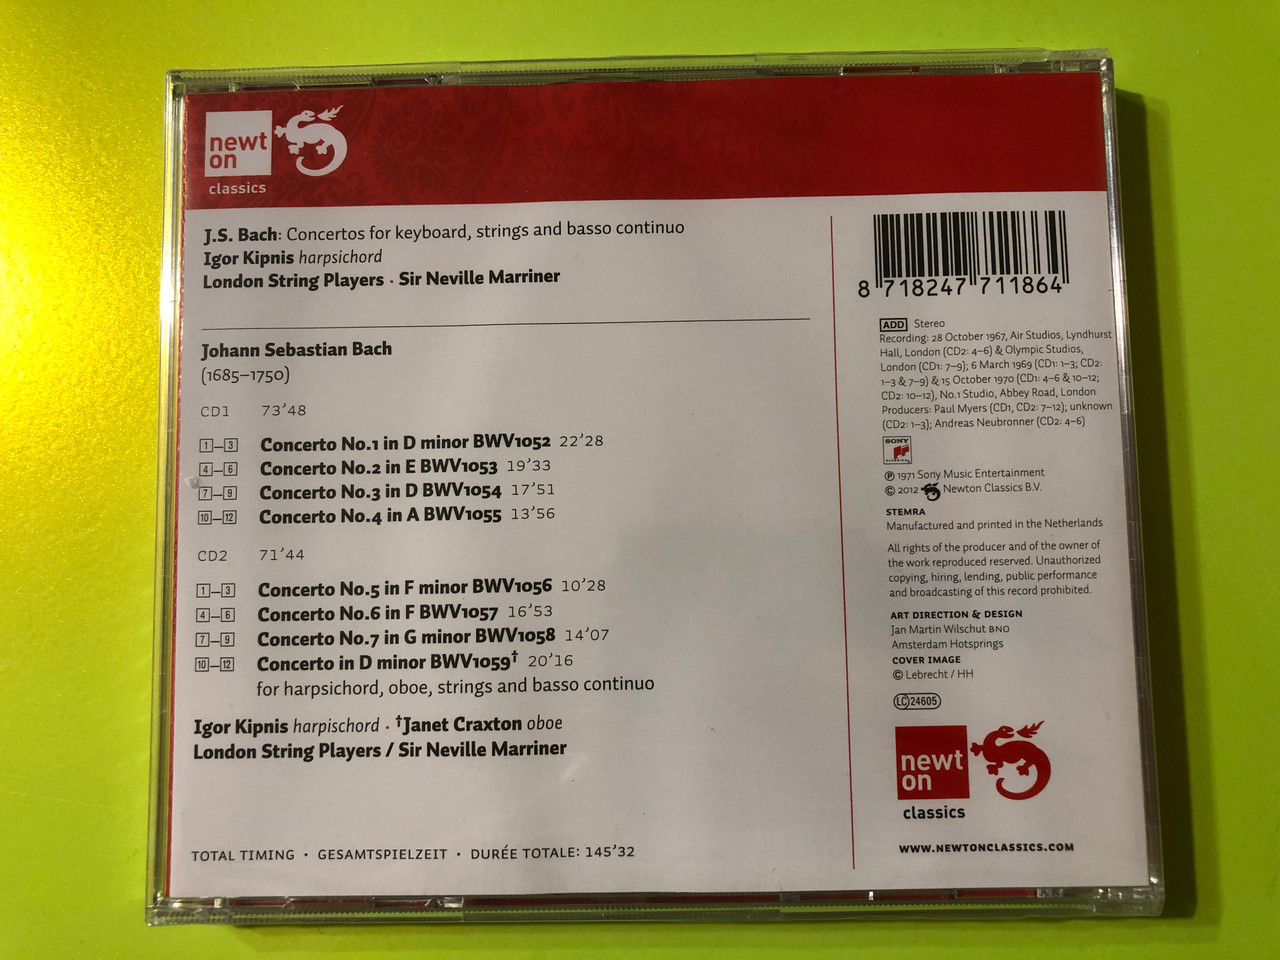 newt
on
classics
J.S. Bach: Concertos for keyboard, strings and basso continuo
Igor Kipnis harpsichord
London String Players · Sir Neville Marriner
Johann Sebastian Bach
(1685–1750)
CD1 73’48
1–3 Concerto No.1 in D minor BWV1052 22’28
4–6 Concerto No.2 in E BWV1053 19’33
7–9 Concerto No.3 in D BWV1054 17’51
10–12 Concerto No.4 in A BWV1055 13’56
CD2 71’44
1–3 Concerto No.5 in F minor BWV1056 10’28
4–6 Concerto No.6 in F BWV1057 16’53
7–9 Concerto No.7 in G minor BWV1058 14’07
10–12 Concerto in D minor BWV1059† 20’16
for harpsichord, oboe, strings and basso continuo
Igor Kipnis harpischord · †Janet Craxton oboe
London String Players / Sir Neville Marriner
TOTAL TIMING · GESAMTSPIELZEIT · DURÉE TOTALE: 145’32
8 718247 711864
ADD Stereo
Recording: 28 October 1967, Air Studios, Lyndhurst
Hall, London (CD2: 4–6) & Olympic Studios,
London (CD1: 7–9); 6 March 1969 (CD1: 1–3; CD2:
1–3 & 7–9) & 15 October 1970 (CD1: 4–6 & 10–12;
CD2: 10–12), No.1 Studio, Abbey Road, London
Producers: Paul Myers (CD1, CD2: 7–12); unknown
(CD2: 1–3); Andreas Neubronner (CD2: 4–6)
SONY
CLASSICAL
℗ 1971 Sony Music Entertainment
© 2012 Newton Classics B.V.
STEMRA
Manufactured and printed in the Netherlands
All rights of the producer and of the owner of
the work reproduced reserved. Unauthorized
copying, hiring, lending, public performance
and broadcasting of this record prohibited.
ART DIRECTION & DESIGN
Jan Martin Wilschut BNO
Amsterdam Hotsprings
COVER IMAGE
© Lebrecht / HH
LC 24605
newt
on
classics
WWW.NEWTONCLASSICS.COM